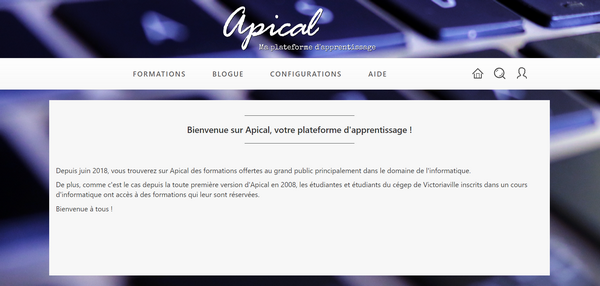 Apical
Ma plateforme d'apprentissage
FORMATIONS BLOGUE CONFIGURATIONS AIDE
Bienvenue sur Apical, votre plateforme d'apprentissage !
Depuis juin 2018, vous trouverez sur Apical des formations offertes au grand public principalement dans le domaine de l'informatique.
De plus, comme c'est le cas depuis la toute première version d'Apical en 2008, les étudiantes et étudiants du cégep de Victoriaville inscrits dans un cours
d'informatique ont accès à des formations qui leur sont réservées.
Bienvenue à tous !